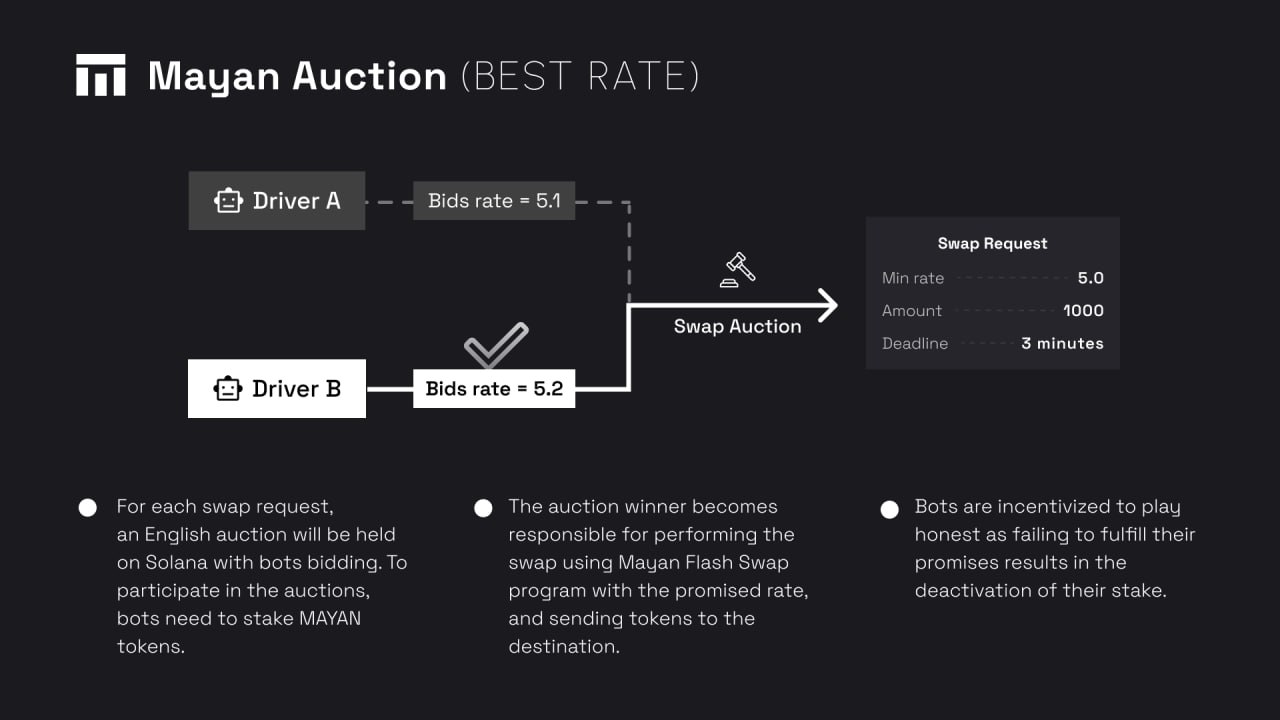 Mayan Auction (BEST RATE)
Driver A
Bids rate = 5.1
Swap Request
Min rate 5.0
Amount 1000
Deadline 3 minutes
Swap Auction
Driver B
Bids rate = 5.2
For each swap request,
an English auction will be held
on Solana with bots bidding. To
participate in the auctions,
bots need to stake MAYAN
tokens.
The auction winner becomes
responsible for performing the
swap using Mayan Flash Swap
program with the promised rate,
and sending tokens to the
destination.
Bots are incentivized to play
honest as failing to fulfill their
promises results in the
deactivation of their stake.